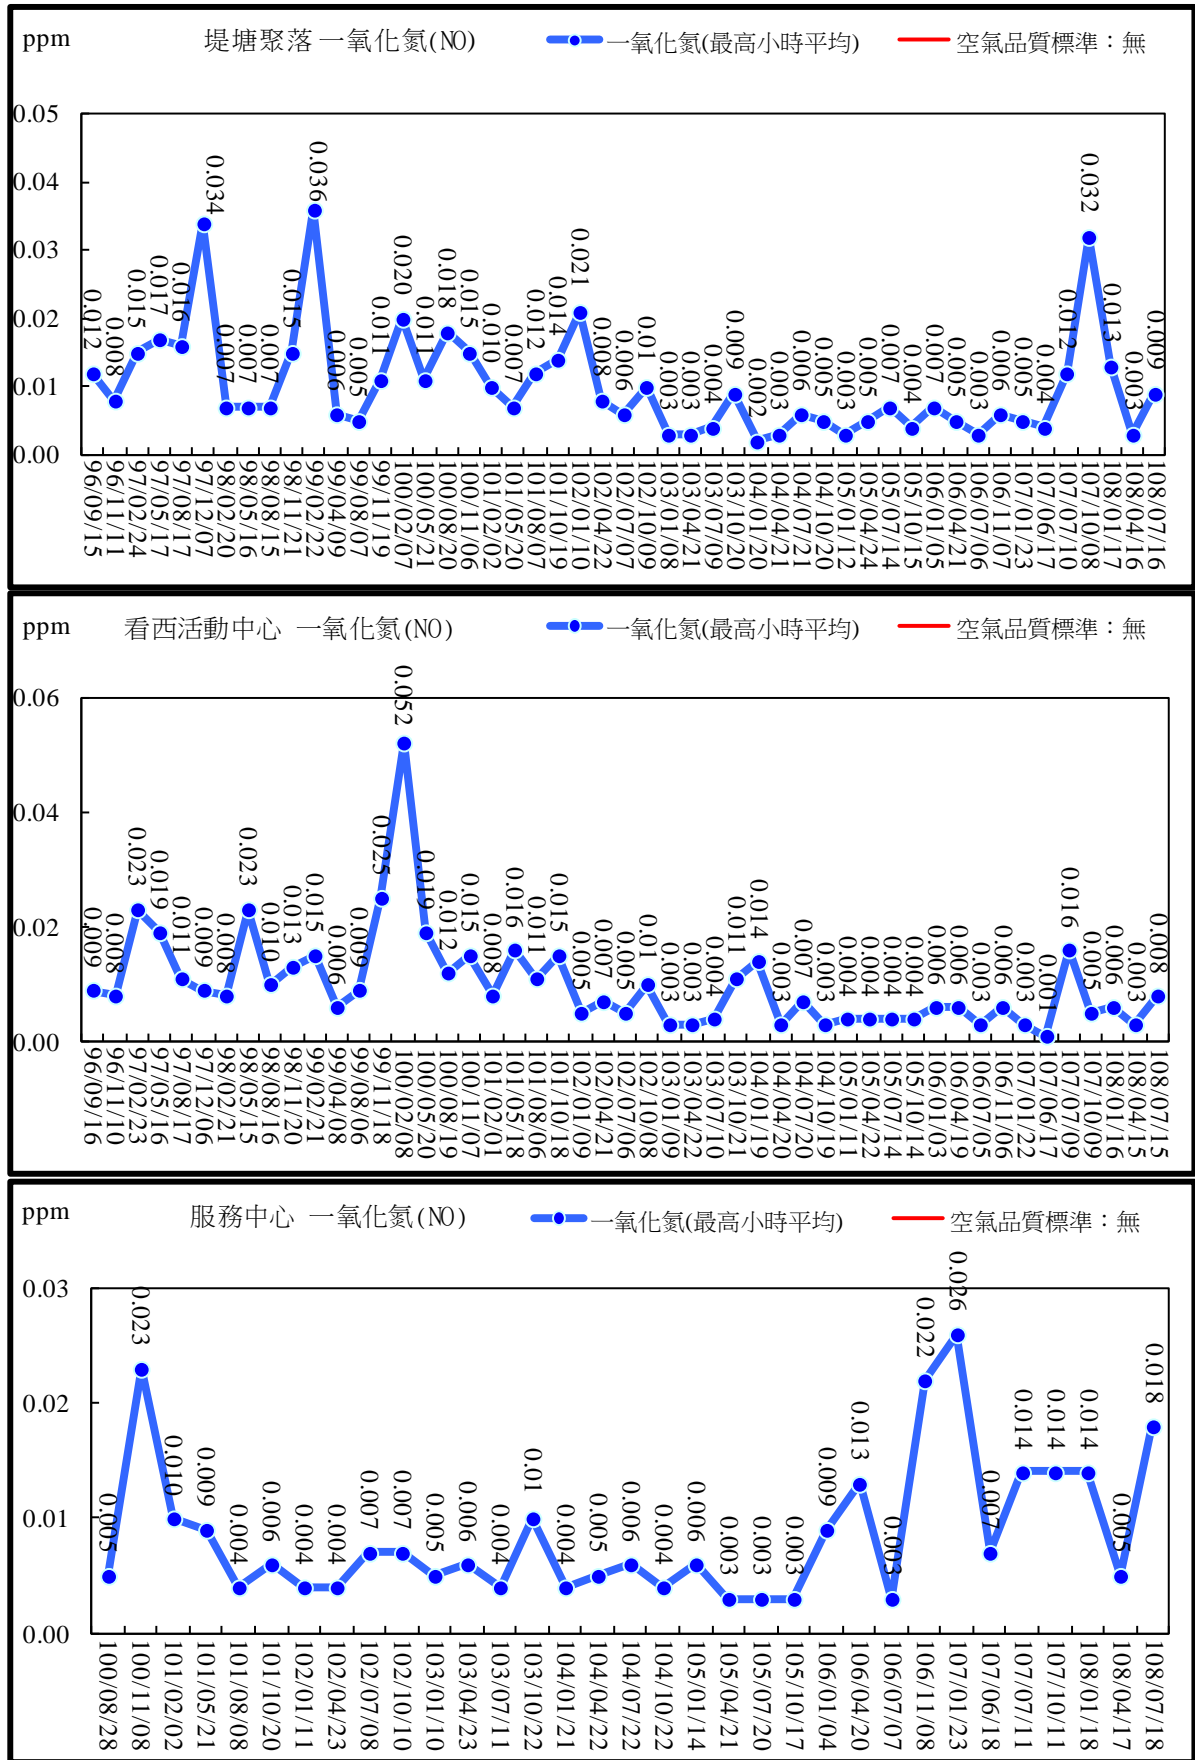 ppm 堤塘聚落 一氧化氮(NO) 一氧化氮(最高小時平均) 空氣品質標準：無
0.05
0.04
0.03
0.02
0.01
0.00
0.012 0.008 0.015 0.017 0.016 0.034 0.007 0.007 0.007 0.015 0.036 0.006 0.005 0.011 0.020 0.011 0.018 0.015 0.010 0.007 0.012 0.014 0.021 0.008 0.006 0.01 0.003 0.003 0.004 0.009 0.002 0.003 0.006 0.005 0.003 0.005 0.007 0.004 0.007 0.005 0.003 0.006 0.005 0.004 0.012 0.032 0.013 0.003 0.009
96/09/15 96/11/11 97/02/24 97/05/17 97/08/17 97/12/07 98/02/20 98/05/16 98/08/15 98/11/21 99/02/22 99/04/09 99/08/07 99/11/19 100/02/07 100/05/21 100/08/20 100/11/06 101/02/02 101/05/20 101/08/07 101/10/19 102/01/10 102/04/22 102/07/07 102/10/09 103/01/08 103/04/21 103/07/09 103/10/20 104/01/20 104/04/21 104/07/21 104/10/20 105/01/12 105/04/24 105/07/14 105/10/15 106/01/05 106/04/21 106/07/06 106/11/07 107/01/23 107/06/17 107/07/10 107/10/08 108/01/17 108/04/16 108/07/16
ppm 看西活動中心 一氧化氮(NO) 一氧化氮(最高小時平均) 空氣品質標準：無
0.06
0.04
0.02
0.00
0.009 0.008 0.023 0.019 0.011 0.009 0.008 0.023 0.010 0.013 0.015 0.006 0.009 0.025 0.052 0.019 0.012 0.015 0.008 0.016 0.011 0.015 0.005 0.007 0.005 0.01 0.003 0.003 0.004 0.011 0.014 0.003 0.007 0.003 0.004 0.004 0.004 0.004 0.006 0.006 0.003 0.006 0.003 0.001 0.016 0.005 0.006 0.003 0.008
96/09/16 96/11/10 97/02/23 97/05/16 97/08/17 97/12/06 98/02/21 98/05/15 98/08/16 98/11/20 99/02/21 99/04/08 99/08/06 99/11/18 100/02/08 100/05/20 100/08/19 100/11/07 101/02/01 101/05/18 101/08/06 101/10/18 102/01/09 102/04/21 102/07/06 102/10/08 103/01/09 103/04/22 103/07/10 103/10/21 104/01/19 104/04/20 104/07/20 104/10/19 105/01/11 105/04/22 105/07/14 105/10/14 106/01/03 106/04/19 106/07/05 106/11/06 107/01/22 107/06/17 107/07/09 107/10/09 108/01/16 108/04/15 108/07/15
ppm 服務中心 一氧化氮(NO) 一氧化氮(最高小時平均) 空氣品質標準：無
0.03
0.02
0.01
0.00
0.005 0.023 0.010 0.009 0.004 0.006 0.004 0.004 0.007 0.007 0.005 0.006 0.004 0.01 0.004 0.005 0.006 0.004 0.006 0.003 0.003 0.003 0.009 0.013 0.003 0.022 0.026 0.007 0.014 0.014 0.014 0.005 0.018
100/08/28 100/11/08 101/02/02 101/05/21 101/08/08 101/10/20 102/01/11 102/04/23 102/07/08 102/10/10 103/01/10 103/04/23 103/07/11 103/10/22 104/01/21 104/04/22 104/07/22 104/10/22 105/01/14 105/04/21 105/07/20 105/10/17 106/01/04 106/04/20 106/07/07 106/11/08 107/01/23 107/06/18 107/07/11 107/10/11 108/01/18 108/04/17 108/07/18